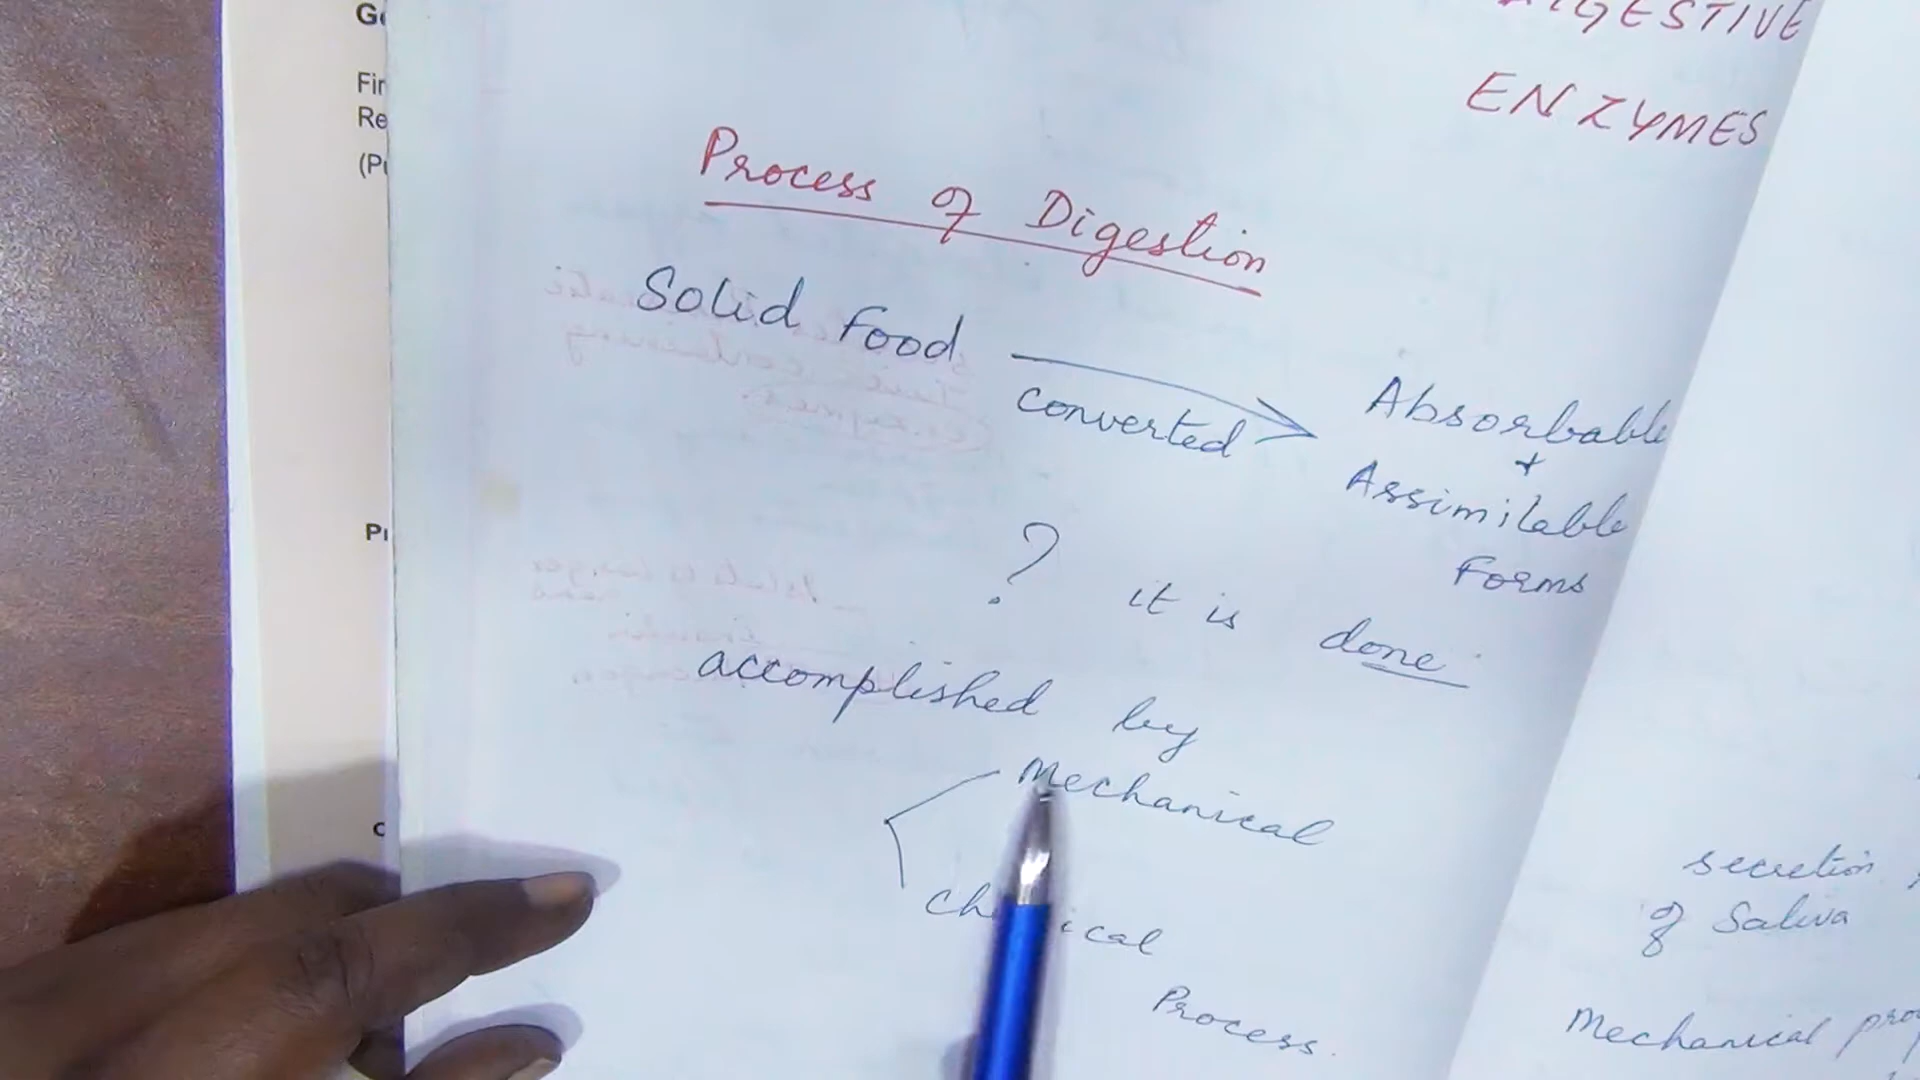 DIGESTIVE
ENZYMES
Process of Digestion
Solid Food
converted
Absorbable
+
Assimilable
Forms
? it is done
accomplished by
Mechanical
Process.
secretion
of Saliva
Mechanical